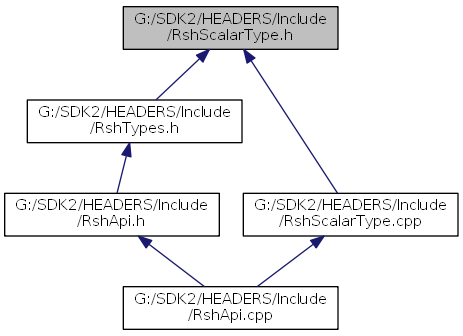 G:/SDK2/HEADERS/Include
/RshScalarType.h
G:/SDK2/HEADERS/Include
/RshTypes.h
G:/SDK2/HEADERS/Include
/RshApi.h
G:/SDK2/HEADERS/Include
/RshScalarType.cpp
G:/SDK2/HEADERS/Include
/RshApi.cpp